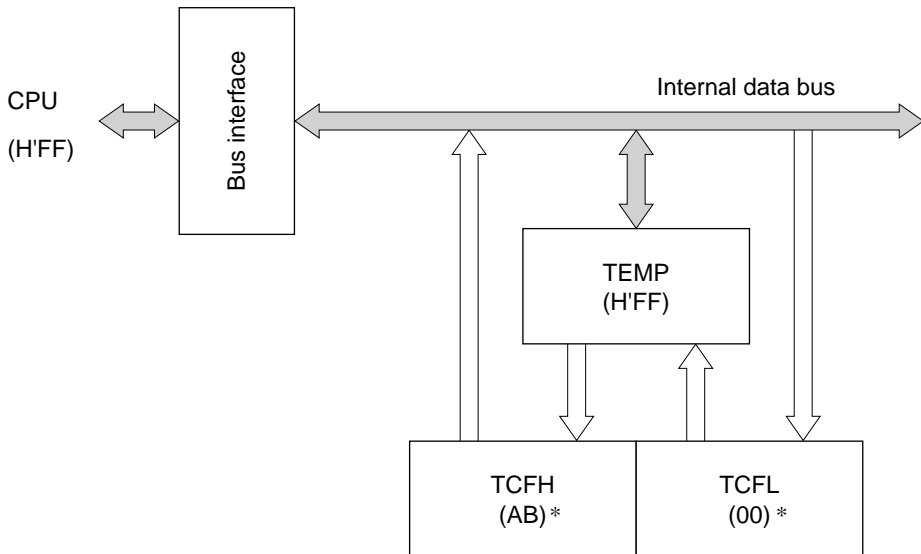 CPU
(H'FF)
Bus interface
Internal data bus
TEMP
(H'FF)
TCFH
(AB)*
TCFL
(00)*